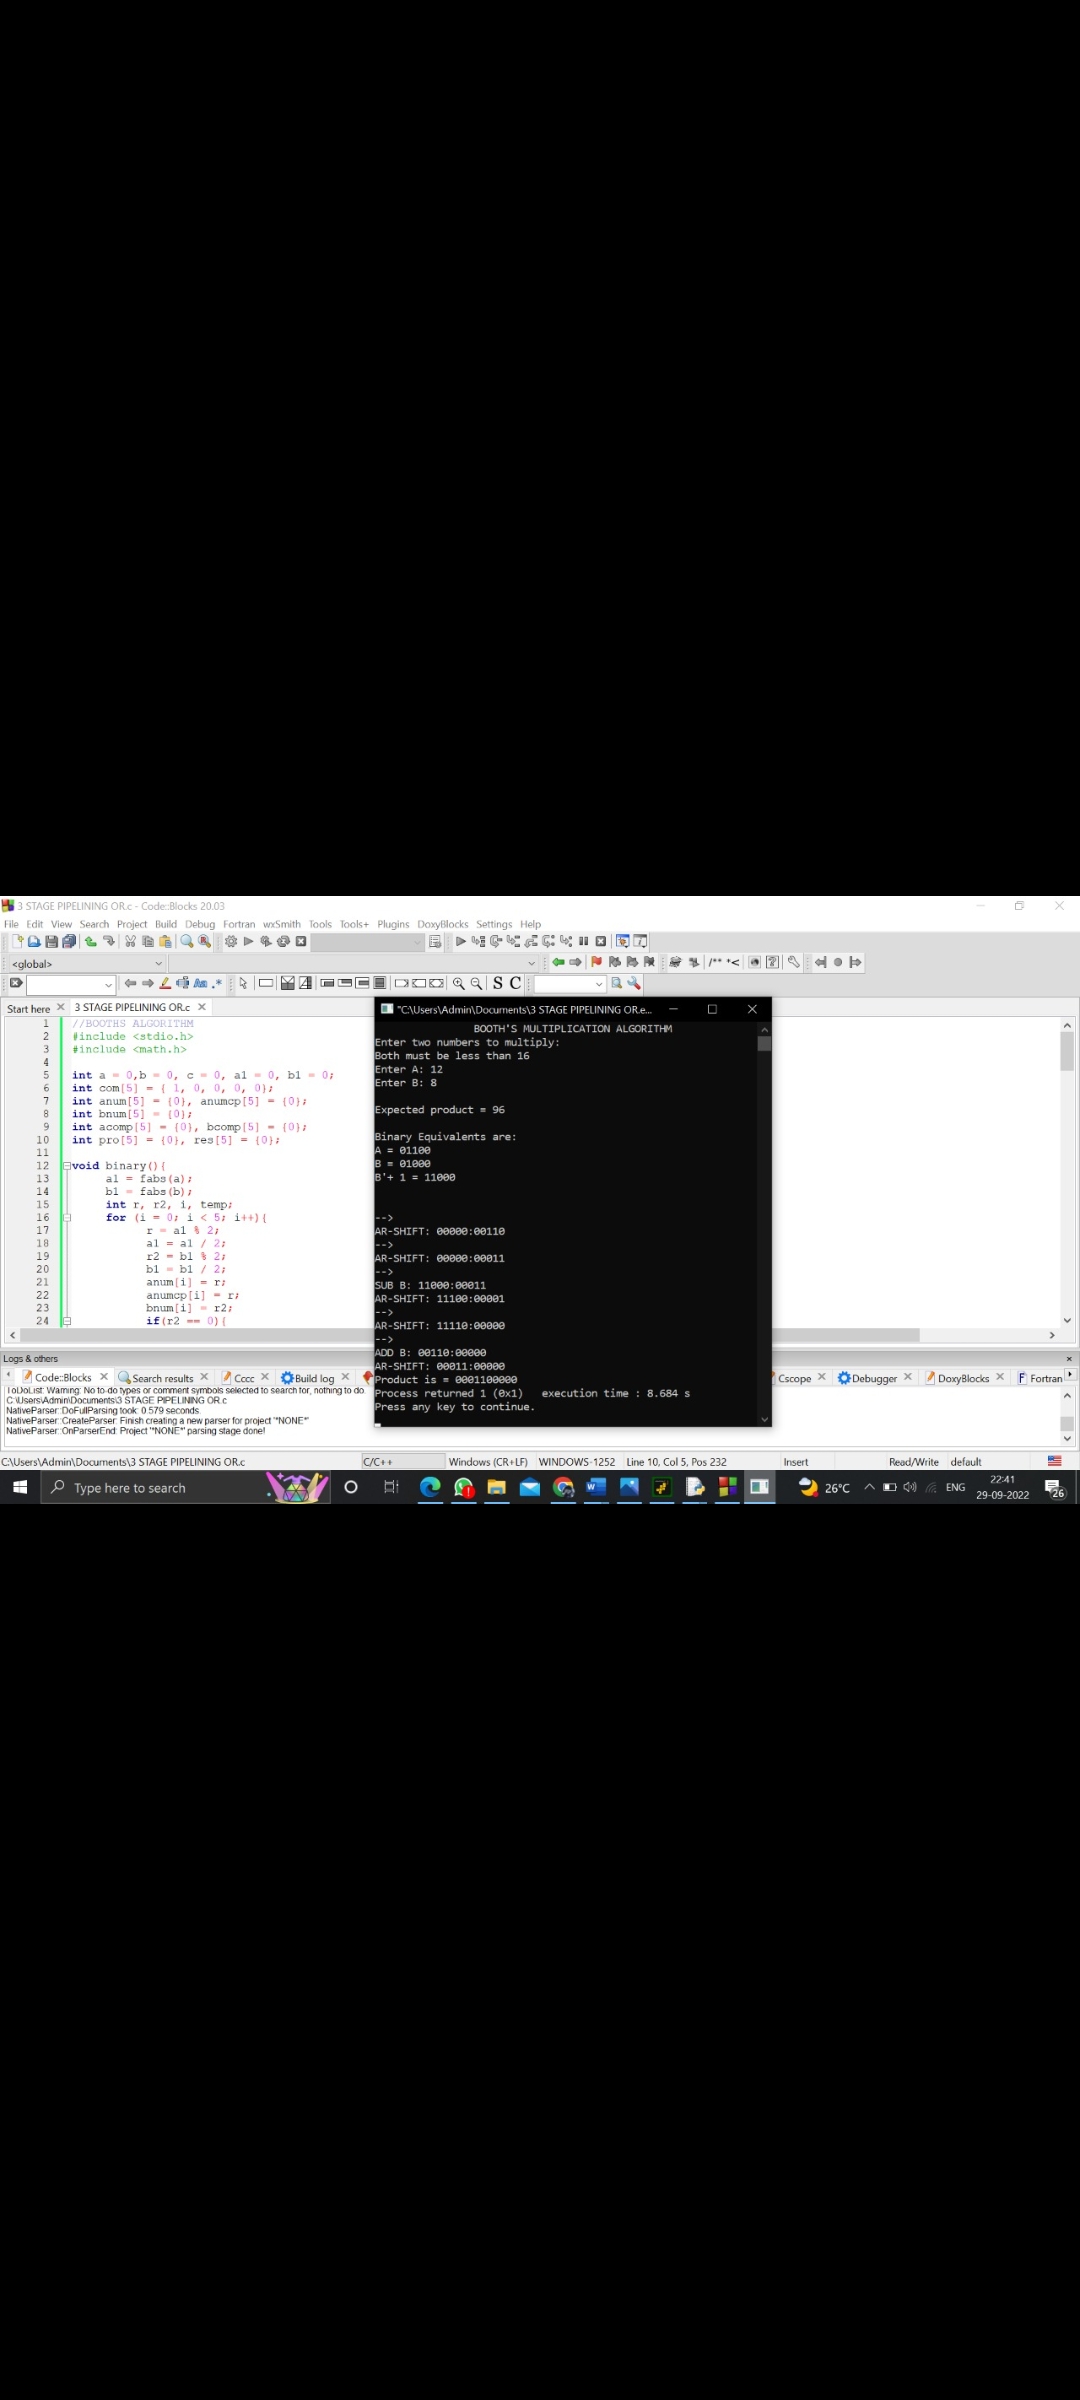 3 STAGE PIPELINING OR.c - Code::Blocks 20.03
File Edit View Search Project Build Debug Fortran wxSmith Tools Tools+ Plugins DoxyBlocks Settings Help
<global>
/** *<
Aa .*
S C
Start here 3 STAGE PIPELINING OR.c
1 //BOOTHS ALGORITHM
2 #include <stdio.h>
3 #include <math.h>
4
5 int a = 0,b = 0, c = 0, a1 = 0, b1 = 0;
6 int com[5] = { 1, 0, 0, 0, 0};
7 int anum[5] = {0}, anumcp[5] = {0};
8 int bnum[5] = {0};
9 int acomp[5] = {0}, bcomp[5] = {0};
10 int pro[5] = {0}, res[5] = {0};
11
12 void binary(){
13 a1 = fabs(a);
14 b1 = fabs(b);
15 int r, r2, i, temp;
16 for (i = 0; i < 5; i++){
17 r = a1 % 2;
18 a1 = a1 / 2;
19 r2 = b1 % 2;
20 b1 = b1 / 2;
21 anum[i] = r;
22 anumcp[i] = r;
23 bnum[i] = r2;
24 if(r2 == 0){
"C:\Users\Admin\Documents\3 STAGE PIPELINING OR.e...
BOOTH'S MULTIPLICATION ALGORITHM
Enter two numbers to multiply:
Both must be less than 16
Enter A: 12
Enter B: 8
Expected product = 96
Binary Equivalents are:
A = 01100
B = 01000
B'+ 1 = 11000
-->
AR-SHIFT: 00000:00110
-->
AR-SHIFT: 00000:00011
-->
SUB B: 11000:00011
AR-SHIFT: 11100:00001
-->
AR-SHIFT: 11110:00000
-->
ADD B: 00110:00000
AR-SHIFT: 00011:00000
Product is = 0001100000
Process returned 1 (0x1) execution time : 8.684 s
Press any key to continue.
Logs & others
Code::Blocks Search results Cccc Build log Cscope Debugger DoxyBlocks Fortran
ToDoList: Warning: No to-do types or comment symbols selected to search for, nothing to do.
C:\Users\Admin\Documents\3 STAGE PIPELINING OR.c
NativeParser::DoFullParsing took: 0.579 seconds.
NativeParser::CreateParser: Finish creating a new parser for project '*NONE*'
NativeParser::OnParserEnd: Project '*NONE*' parsing stage done!
C:\Users\Admin\Documents\3 STAGE PIPELINING OR.c C/C++ Windows (CR+LF) WINDOWS-1252 Line 10, Col 5, Pos 232 Insert Read/Write default
Type here to search
26°C ENG 22:41
29-09-2022
26